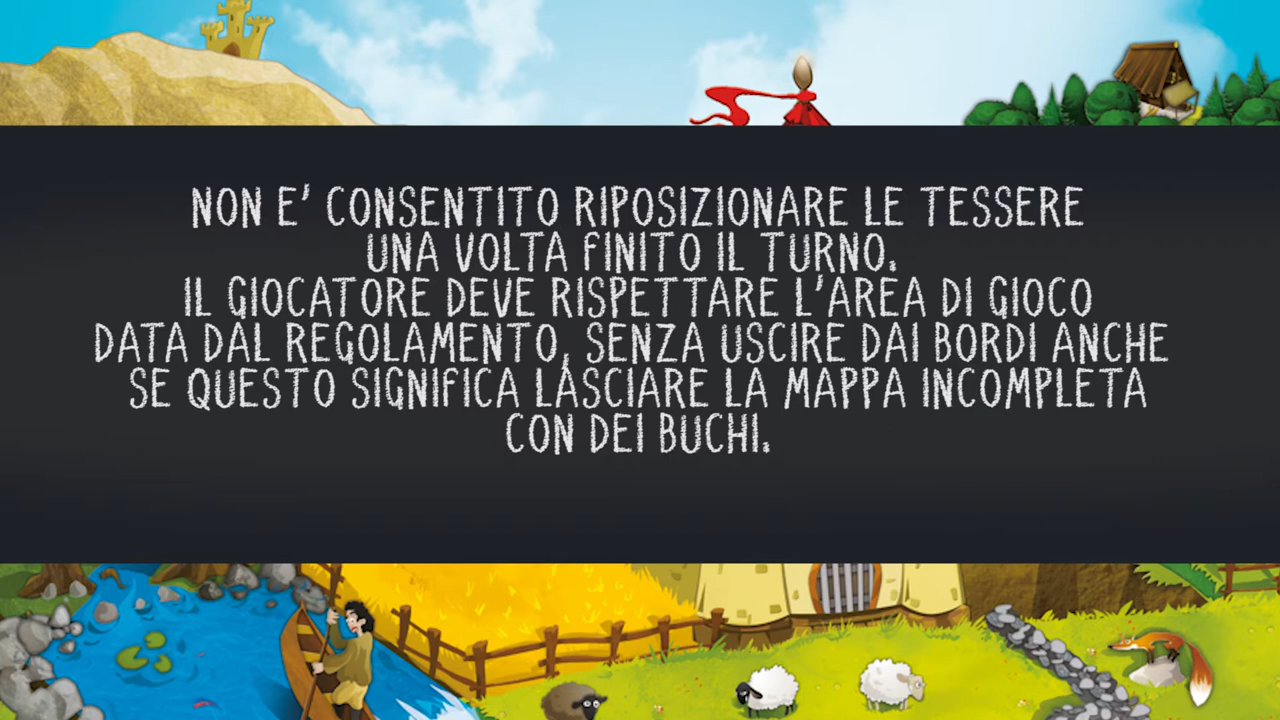 NON E' CONSENTITO RIPOSIZIONARE LE TESSERE
UNA VOLTA FINITO IL TURNO.
IL GIOCATORE DEVE RISPETTARE L'AREA DI GIOCO
DATA DAL REGOLAMENTO, SENZA USCIRE DAI BORDI ANCHE
SE QUESTO SIGNIFICA LASCIARE LA MAPPA INCOMPLETA
CON DEI BUCHI.